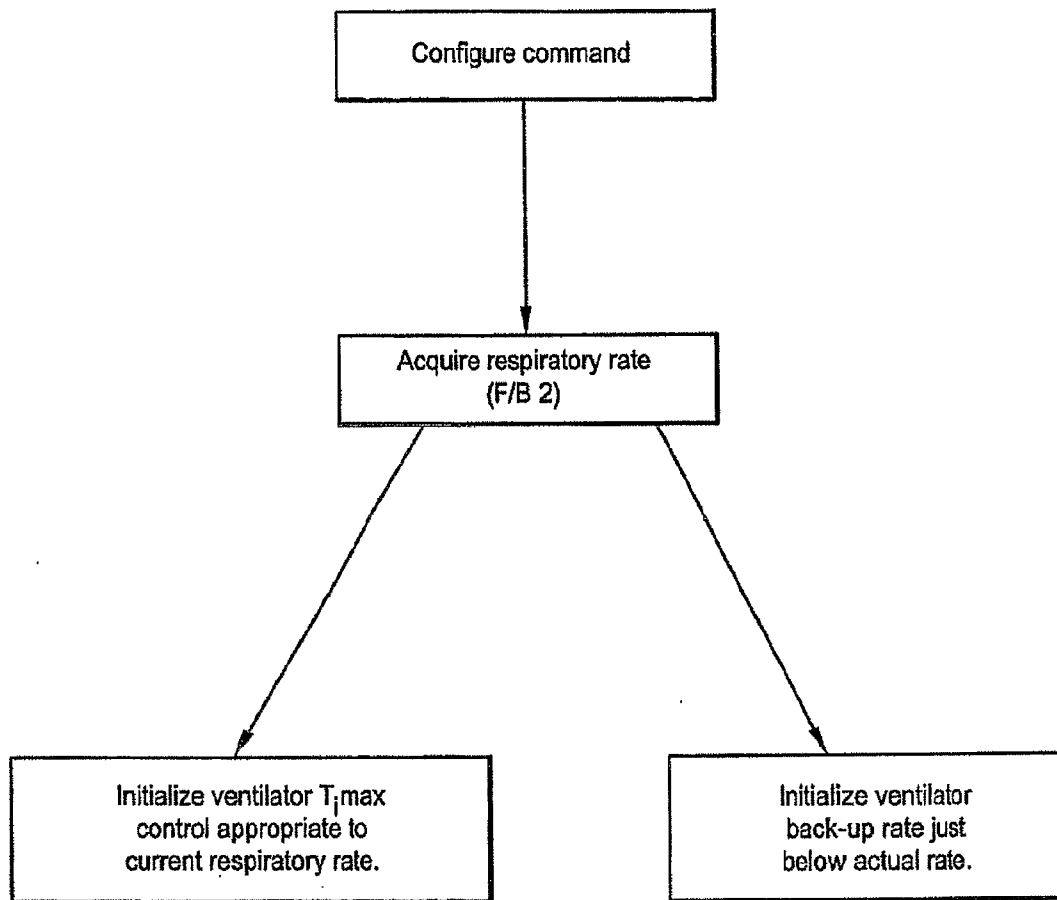 Configure command
Acquire respiratory rate
(F/B 2)
Initialize ventilator Timax
control appropriate to
current respiratory rate.
Initialize ventilator
back-up rate just
below actual rate.